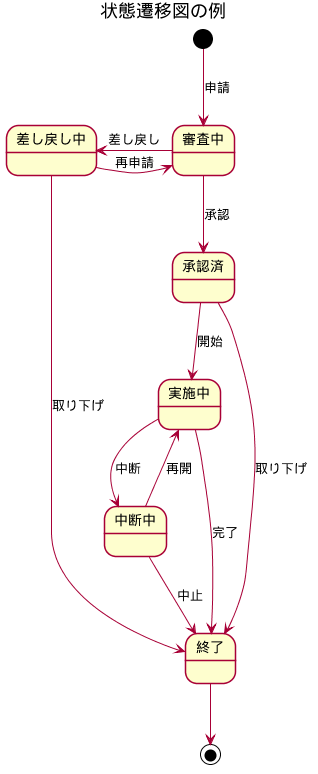 状態遷移図の例
申請
差し戻し中
差し戻し
再申請
審査中
承認
承認済
開始
実施中
取り下げ
中断
再開
取り下げ
中断中
完了
中止
終了